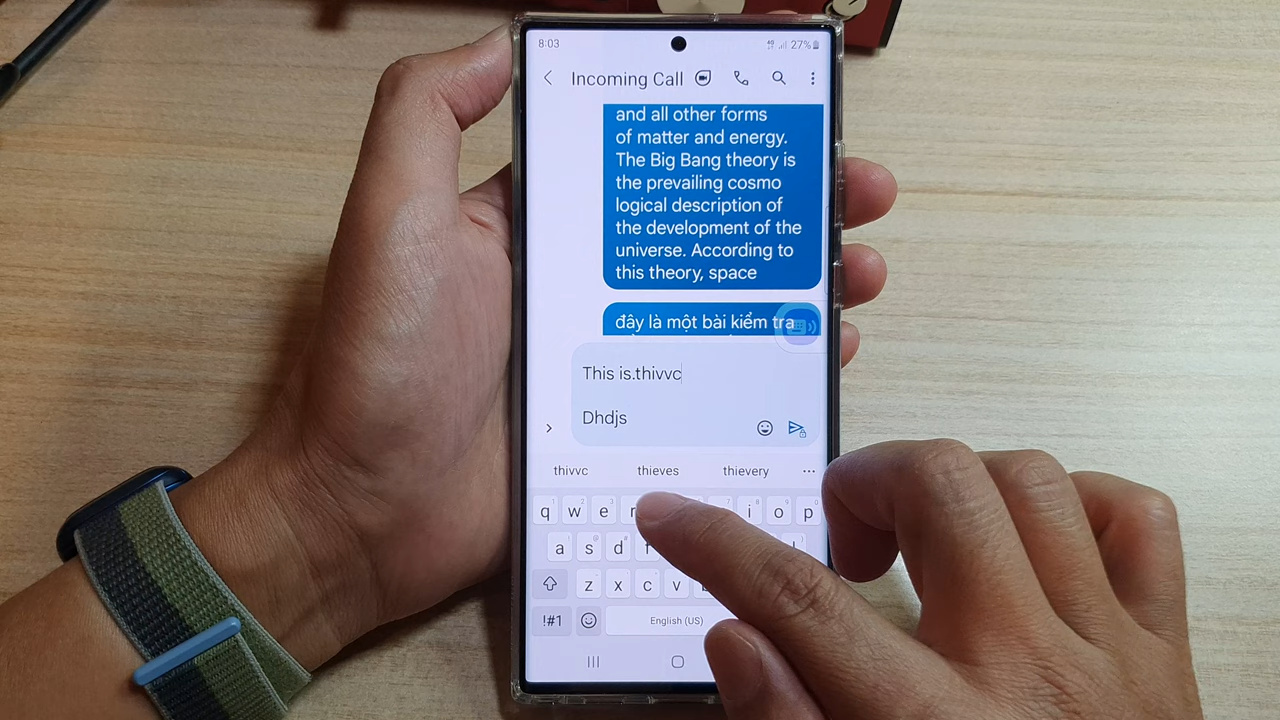 8:03
4G 27%
Incoming Call
and all other forms
of matter and energy.
The Big Bang theory is
the prevailing cosmo
logical description of
the development of the
universe. According to
this theory, space
đây là một bài kiểm tra
This is.thivvc
Dhdjs
thivvc thieves thievery
q w e r i o p
a s d f
z x c v
!#1 English (US)